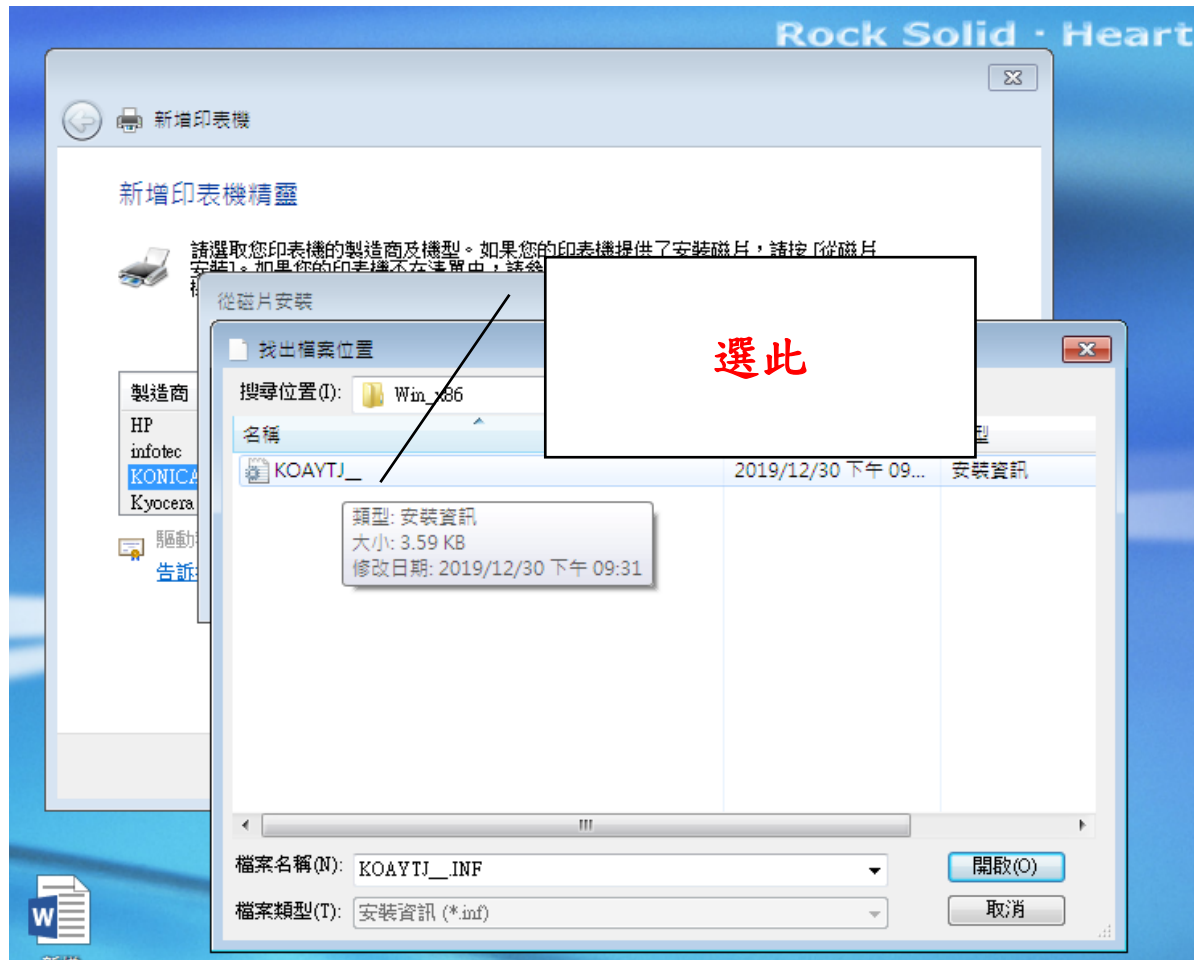 Rock Solid · Heart
新增印表機
新增印表機精靈
請選取您印表機的製造商及機型。如果您的印表機提供了安裝磁片，請按 [從磁片
安裝]。如果您的印表機不在清單中，請參
從磁片安裝
選此
找出檔案位置
搜尋位置(I): Win_x86
製造商
HP
infotec
KONICA
Kyocera
名稱
型
KOAYTJ__ 2019/12/30 下午 09... 安裝資訊
類型: 安裝資訊
大小: 3.59 KB
修改日期: 2019/12/30 下午 09:31
驅動
告訴
檔案名稱(N): KOAYTJ__.INF 開啟(O)
檔案類型(T): 安裝資訊 (*.inf) 取消